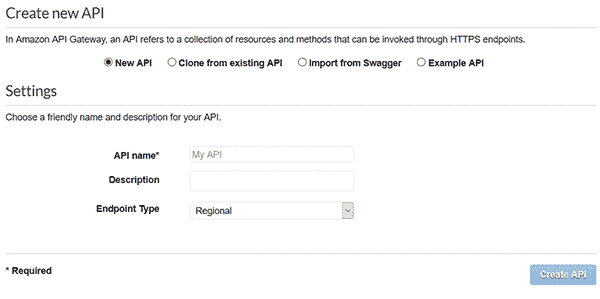 Create new API
In Amazon API Gateway, an API refers to a collection of resources and methods that can be invoked through HTTPS endpoints.
New API Clone from existing API Import from Swagger Example API
Settings
Choose a friendly name and description for your API.
API name* My API
Description
Endpoint Type Regional
* Required Create API